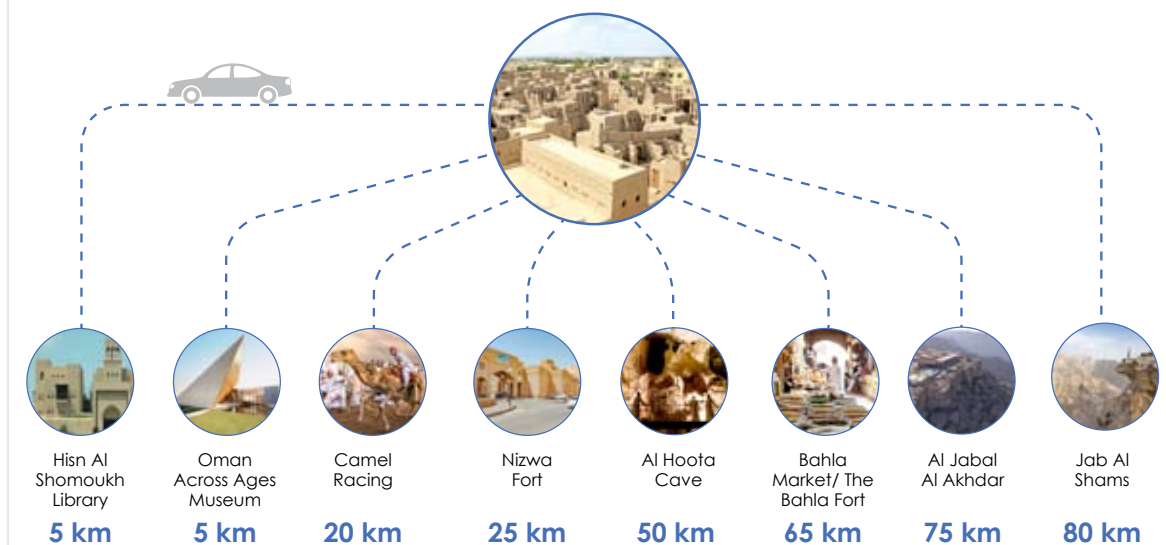 Hisn Al
Shomoukh
Library
5 km
Oman
Across Ages
Museum
5 km
Camel
Racing
20 km
Nizwa
Fort
25 km
Al Hoota
Cave
50 km
Bahla
Market/ The
Bahla Fort
65 km
Al Jabal
Al Akhdar
75 km
Jab Al
Shams
80 km